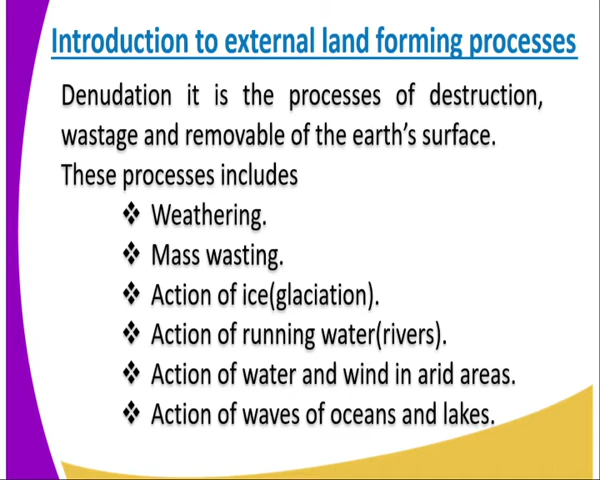 Introduction to external land forming processes
Denudation it is the processes of destruction,
wastage and removable of the earth's surface.
These processes includes
❖ Weathering.
❖ Mass wasting.
❖ Action of ice(glaciation).
❖ Action of running water(rivers).
❖ Action of water and wind in arid areas.
❖ Action of waves of oceans and lakes.